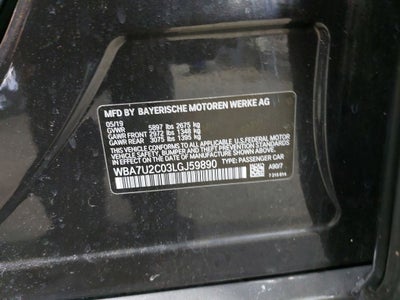 MFD BY BAYERISCHE MOTOREN WERKE AG
05/19
GVWR 5897 lbs 2675 kg
GAWR FRONT 2972 lbs 1348 kg
GAWR REAR 3075 lbs 1395 kg
THIS VEHICLE CONFORMS TO ALL APPLICABLE U.S. FEDERAL MOTOR
VEHICLE SAFETY, BUMPER AND THEFT PREVENTION STANDARDS
IN EFFECT ON THE DATE OF MANUFACTURE SHOWN ABOVE.
WBA7U2C03LGJ59890 TYPE: PASSENGER CAR
A90/7